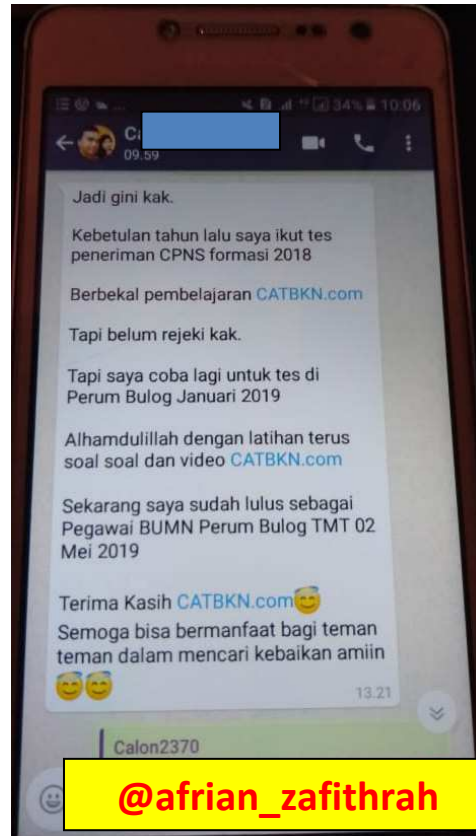 34% 10:06
09.59
Jadi gini kak.
Kebetulan tahun lalu saya ikut tes
peneriman CPNS formasi 2018
Berbekal pembelajaran CATBKN.com
Tapi belum rejeki kak.
Tapi saya coba lagi untuk tes di
Perum Bulog Januari 2019
Alhamdulillah dengan latihan terus
soal soal dan video CATBKN.com
Sekarang saya sudah lulus sebagai
Pegawai BUMN Perum Bulog TMT 02
Mei 2019
Terima Kasih CATBKN.com😇
Semoga bisa bermanfaat bagi teman
teman dalam mencari kebaikan amiin
😇😇
13.21
Calon2370
@afrian_zafithrah